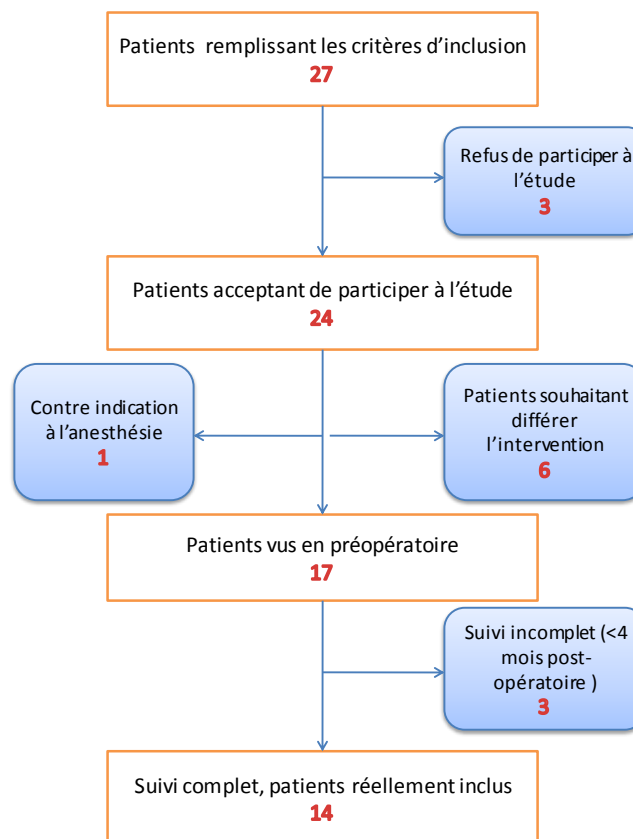 Patients remplissant les critères d’inclusion
27
Refus de participer à
l’étude
3
Patients acceptant de participer à l’étude
24
Contre indication
à l’anesthésie
1
Patients souhaitant
différer
l’intervention
6
Patients vus en préopératoire
17
Suivi incomplet (<4
mois post-
opératoire )
3
Suivi complet, patients réellement inclus
14